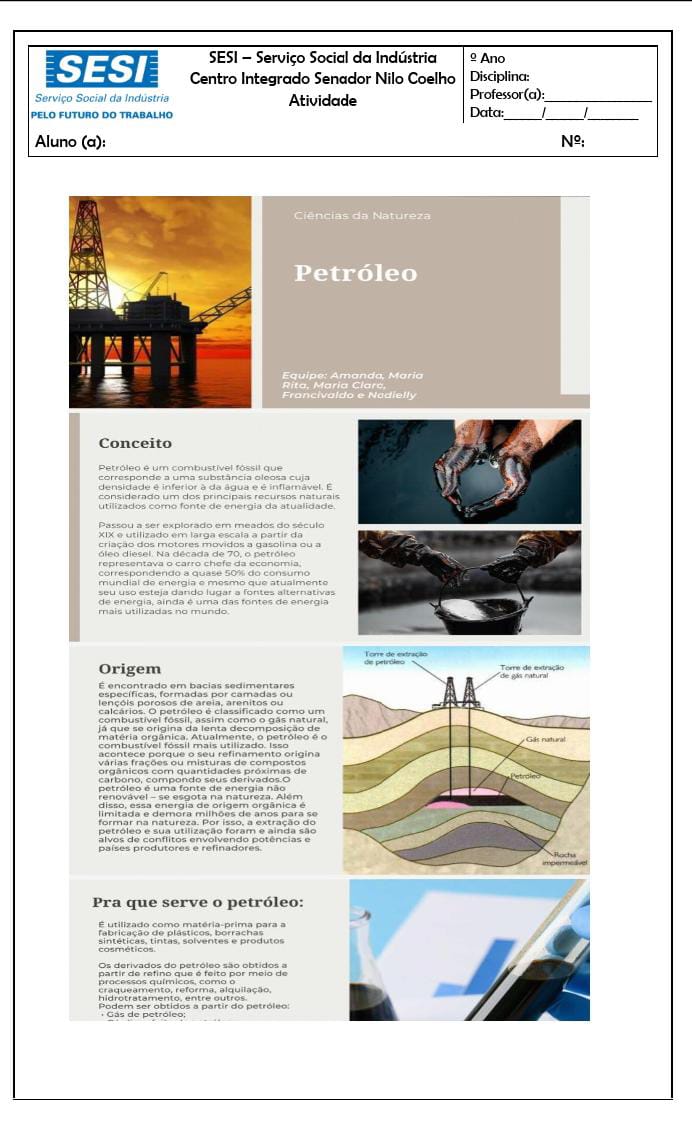 SESI
Serviço Social da Indústria
PELO FUTURO DO TRABALHO
SESI – Serviço Social da Indústria
Centro Integrado Senador Nilo Coelho
Atividade
º Ano
Disciplina:
Professor(a):_________________
Data:______/______/________
Aluno (a):
Nº:
Ciências da Natureza
Petróleo
Equipe: Amanda, Maria
Rita, Maria Clara,
Francivaldo e Nadielly
Conceito
Petróleo é um combustível fóssil que
corresponde a uma substância oleosa cuja
densidade é inferior à da água e é inflamável. É
considerado um dos principais recursos naturais
utilizados como fonte de energia da atualidade.
Passou a ser explorado em meados do século
XIX e utilizado em larga escala a partir da
criação dos motores movidos a gasolina ou a
óleo diesel. Na década de 70, o petróleo
representava o carro chefe da economia,
correspondendo a quase 50% do consumo
mundial de energia e mesmo que atualmente
seu uso esteja dando lugar a fontes alternativas
de energia, ainda é uma das fontes de energia
mais utilizadas no mundo.
Origem
É encontrado em bacias sedimentares
específicas, formadas por camadas ou
lençóis porosos de areia, arenitos ou
calcários. O petróleo é classificado como um
combustível fóssil, assim como o gás natural,
já que se origina da lenta decomposição de
matéria orgânica. Atualmente, o petróleo é o
combustível fóssil mais utilizado. Isso
acontece porque o seu refinamento origina
várias frações ou misturas de compostos
orgânicos com quantidades próximas de
carbono, compondo seus derivados.O
petróleo é uma fonte de energia não
renovável – se esgota na natureza. Além
disso, essa energia de origem orgânica é
limitada e demora milhões de anos para se
formar na natureza. Por isso, a extração do
petróleo e sua utilização foram e ainda são
alvos de conflitos envolvendo potências e
países produtores e refinadores.
Torre de extração
de petróleo
Torre de extração
de gás natural
Gás natural
Petróleo
Rocha
impermeável
Pra que serve o petróleo:
É utilizado como matéria-prima para a
fabricação de plásticos, borrachas
sintéticas, tintas, solventes e produtos
cosméticos.
Os derivados do petróleo são obtidos a
partir de refino que é feito por meio de
processos químicos, como o
craqueamento, reforma, alquilação,
hidrotratamento, entre outros.
Podem ser obtidos a partir do petróleo:
• Gás de petróleo;